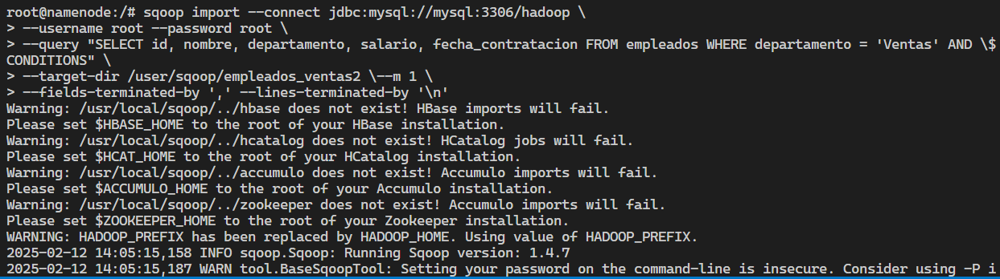 root@namenode:/# sqoop import --connect jdbc:mysql://mysql:3306/hadoop \
> --username root --password root \
> --query "SELECT id, nombre, departamento, salario, fecha_contratacion FROM empleados WHERE departamento = 'Ventas' AND \$
CONDITIONS" \
> --target-dir /user/sqoop/empleados_ventas2 \--m 1 \
> --fields-terminated-by ',' --lines-terminated-by '\n'
Warning: /usr/local/sqoop/../hbase does not exist! HBase imports will fail.
Please set $HBASE_HOME to the root of your HBase installation.
Warning: /usr/local/sqoop/../hcatalog does not exist! HCatalog jobs will fail.
Please set $HCAT_HOME to the root of your HCatalog installation.
Warning: /usr/local/sqoop/../accumulo does not exist! Accumulo imports will fail.
Please set $ACCUMULO_HOME to the root of your Accumulo installation.
Warning: /usr/local/sqoop/../zookeeper does not exist! Accumulo imports will fail.
Please set $ZOOKEEPER_HOME to the root of your Zookeeper installation.
WARNING: HADOOP_PREFIX has been replaced by HADOOP_HOME. Using value of HADOOP_PREFIX.
2025-02-12 14:05:15,158 INFO sqoop.Sqoop: Running Sqoop version: 1.4.7
2025-02-12 14:05:15,187 WARN tool.BaseSqoopTool: Setting your password on the command-line is insecure. Consider using -P i